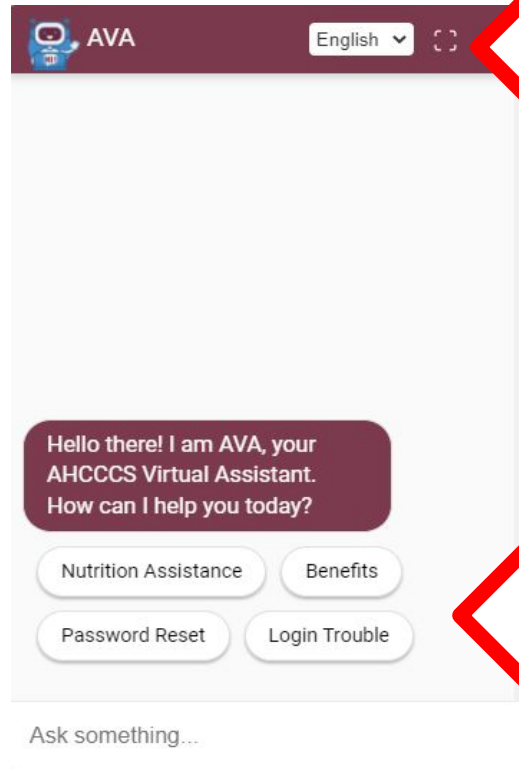 AVA
English
Hello there! I am AVA, your
AHCCCS Virtual Assistant.
How can I help you today?
Nutrition Assistance
Benefits
Password Reset
Login Trouble
Ask something...